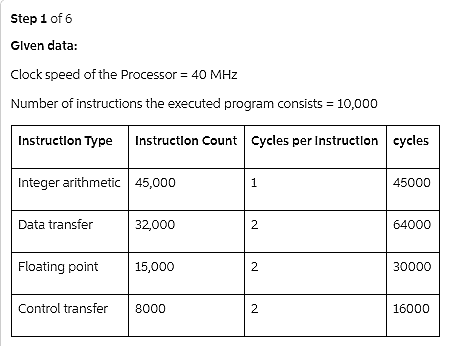 Step 1 of 6
Given data:
Clock speed of the Processor = 40 MHz
Number of instructions the executed program consists = 10,000
Instruction Type Instruction Count Cycles per Instruction cycles
Integer arithmetic 45,000 1 45000
Data transfer 32,000 2 64000
Floating point 15,000 2 30000
Control transfer 8000 2 16000